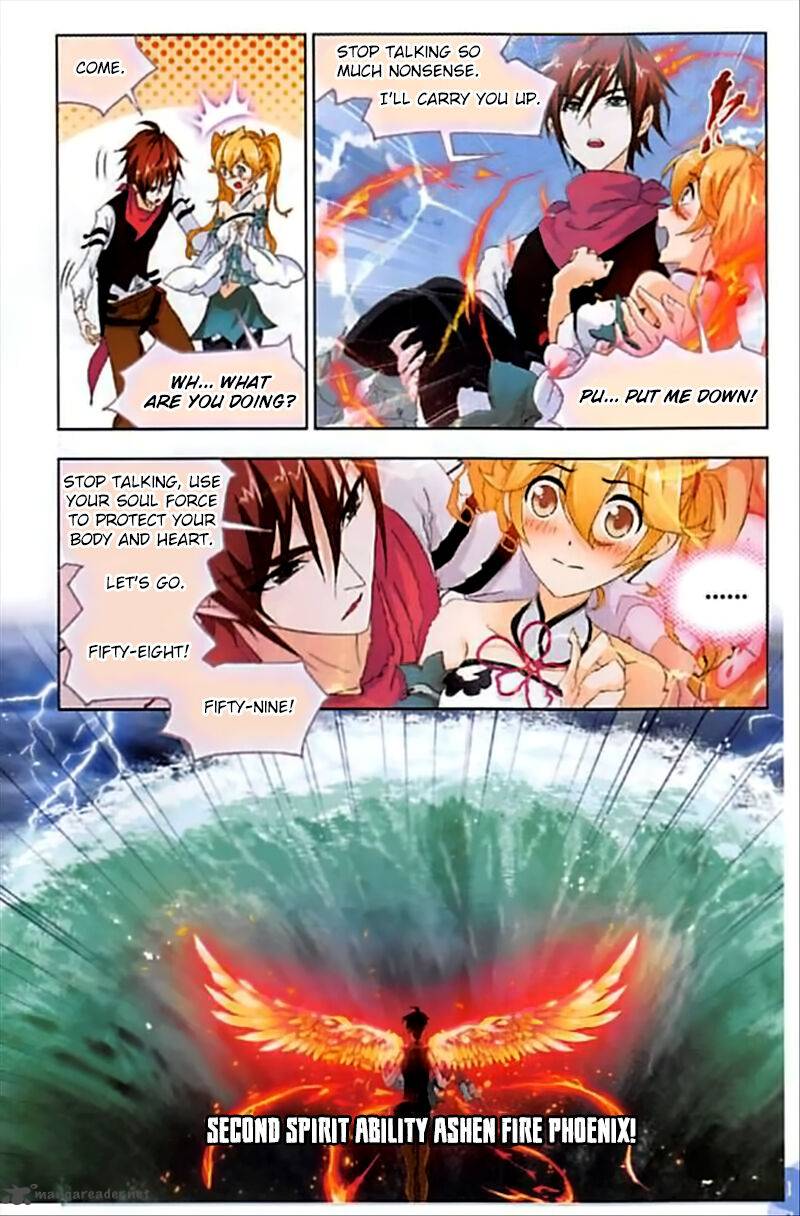 COME.
WH... WHAT
ARE YOU DOING?
STOP TALKING SO
MUCH NONSENSE.
I'LL CARRY YOU UP.
!
PU... PUT ME DOWN!
STOP TALKING, USE
YOUR SOUL FORCE
TO PROTECT YOUR
BODY AND HEART.
LET'S GO.
FIFTY-EIGHT!
FIFTY-NINE!
......
SECOND SPIRIT ABILITY ASHEN FIRE PHOENIX!
mangareader.net